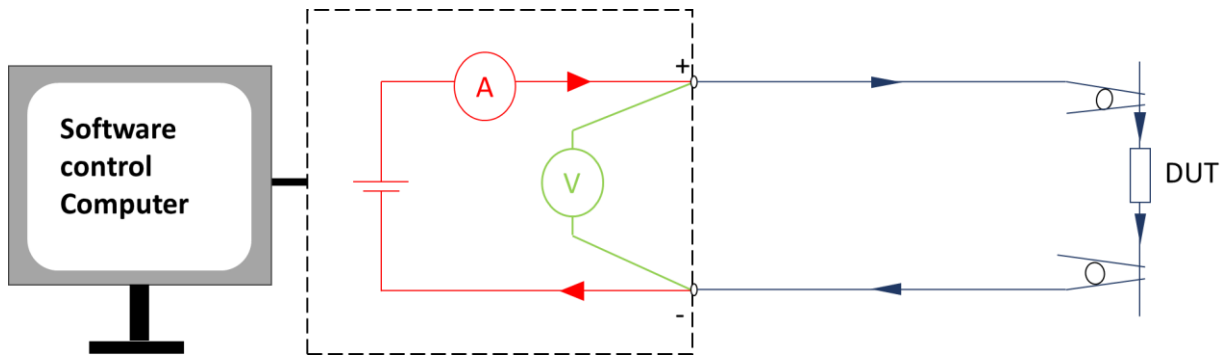 Software
control
Computer
A
V
+
-
DUT